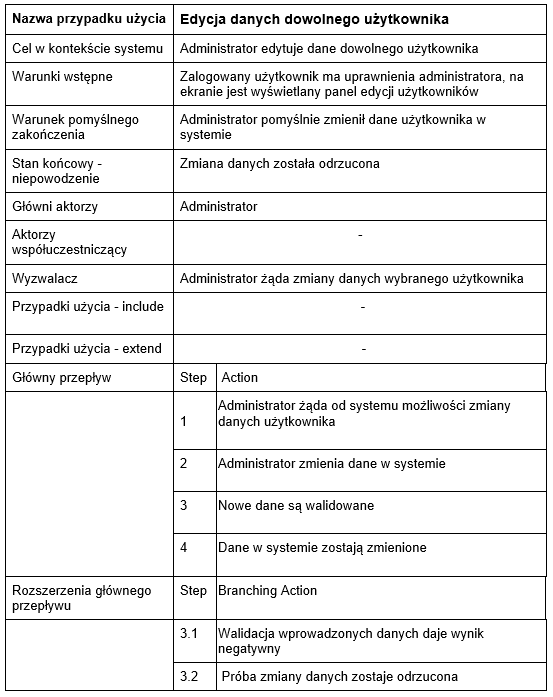 Nazwa przypadku użycia
Edycja danych dowolnego użytkownika
Cel w kontekście systemu
Administrator edytuje dane dowolnego użytkownika
Warunki wstępne
Zalogowany użytkownik ma uprawnienia administratora, na
ekranie jest wyświetlany panel edycji użytkowników
Warunek pomyślnego
zakończenia
Administrator pomyślnie zmienił dane użytkownika w
systemie
Stan końcowy -
niepowodzenie
Zmiana danych została odrzucona
Główni aktorzy
Administrator
Aktorzy
współuczestniczący
-
Wyzwalacz
Administrator żąda zmiany danych wybranego użytkownika
Przypadki użycia - include
-
Przypadki użycia - extend
-
Główny przepływ
Step
Action
1
Administrator żąda od systemu możliwości zmiany
danych użytkownika
2
Administrator zmienia dane w systemie
3
Nowe dane są walidowane
4
Dane w systemie zostają zmienione
Rozszerzenia głównego
przepływu
Step
Branching Action
3.1
Walidacja wprowadzonych danych daje wynik
negatywny
3.2
Próba zmiany danych zostaje odrzucona